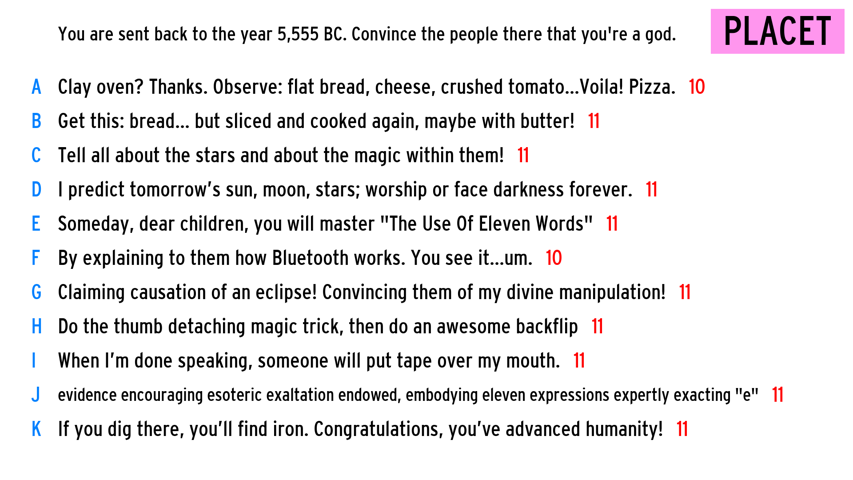 You are sent back to the year 5,555 BC. Convince the people there that you're a god.
PLACET
A Clay oven? Thanks. Observe: flat bread, cheese, crushed tomato...Voila! Pizza. 10
B Get this: bread... but sliced and cooked again, maybe with butter! 11
C Tell all about the stars and about the magic within them! 11
D I predict tomorrow’s sun, moon, stars; worship or face darkness forever. 11
E Someday, dear children, you will master "The Use Of Eleven Words" 11
F By explaining to them how Bluetooth works. You see it...um. 10
G Claiming causation of an eclipse! Convincing them of my divine manipulation! 11
H Do the thumb detaching magic trick, then do an awesome backflip 11
I When I’m done speaking, someone will put tape over my mouth. 11
J evidence encouraging esoteric exaltation endowed, embodying eleven expressions expertly exacting "e" 11
K If you dig there, you’ll find iron. Congratulations, you’ve advanced humanity! 11